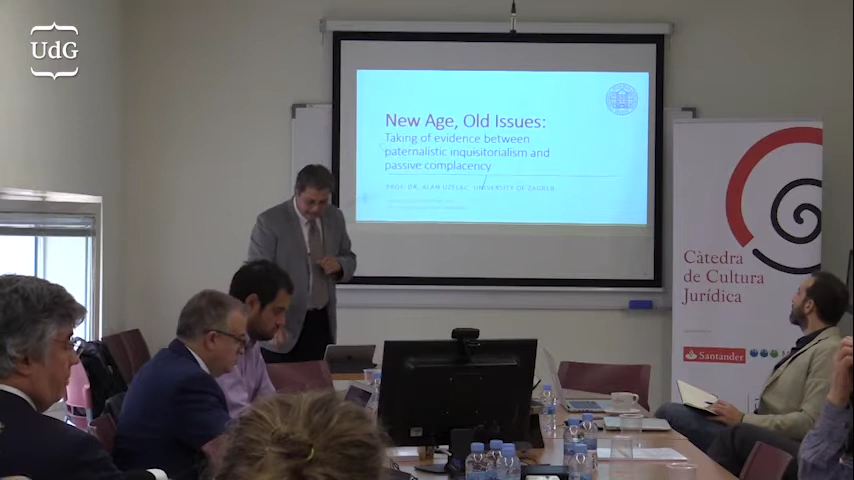 UdG
New Age, Old Issues:
Taking of evidence between
paternalistic inquisitorialism and
passive complacency
PROF. DR. ALAN UZELAC, UNIVERSITY OF ZAGREB
Càtedra
de Cultura
Jurídica
Santander